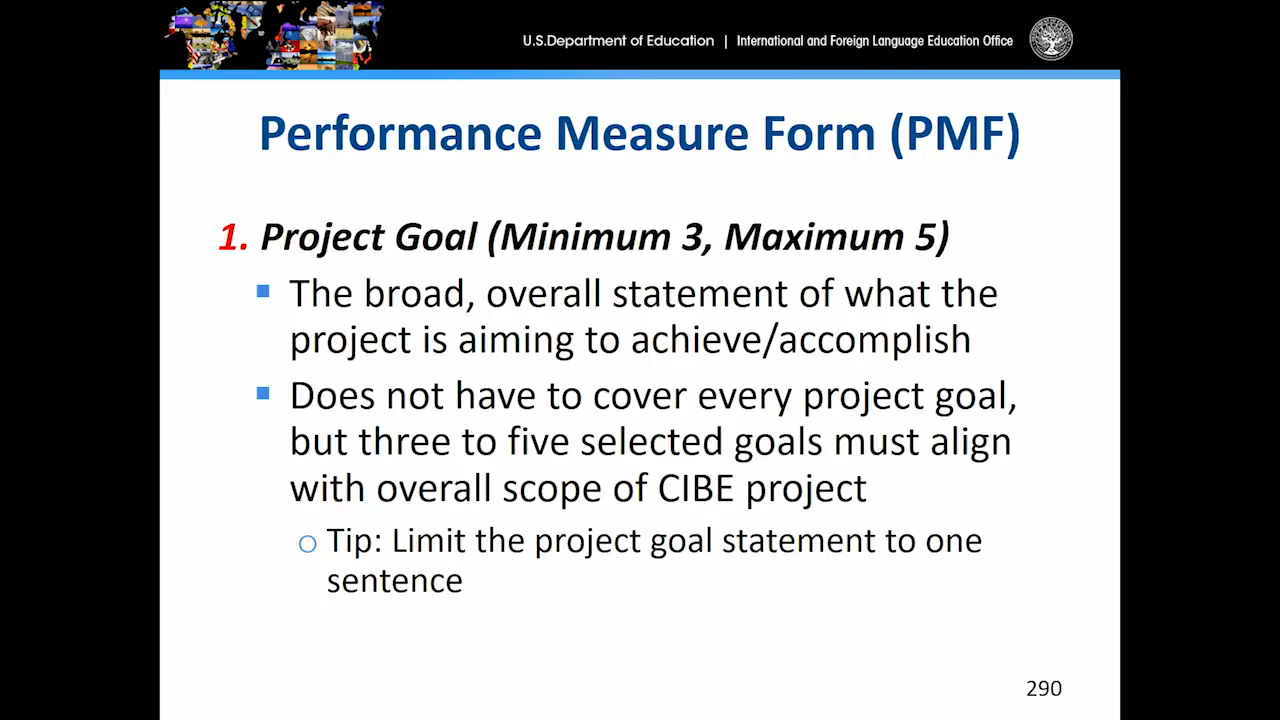 U.S.Department of Education | International and Foreign Language Education Office
Performance Measure Form (PMF)
1. Project Goal (Minimum 3, Maximum 5)
The broad, overall statement of what the
project is aiming to achieve/accomplish
Does not have to cover every project goal,
but three to five selected goals must align
with overall scope of CIBE project
Tip: Limit the project goal statement to one
sentence
290